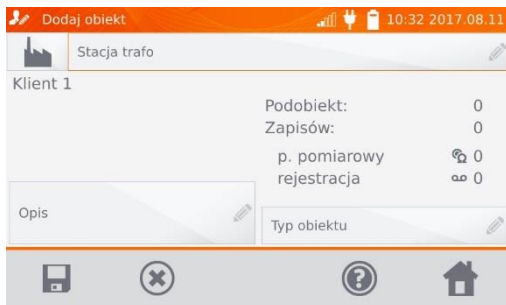 Dodaj obiekt 10:32 2017.08.11
Stacja trafo
Klient 1
Podobiekt: 0
Zapisów: 0
p. pomiarowy 0
rejestracja 0
Opis
Typ obiektu